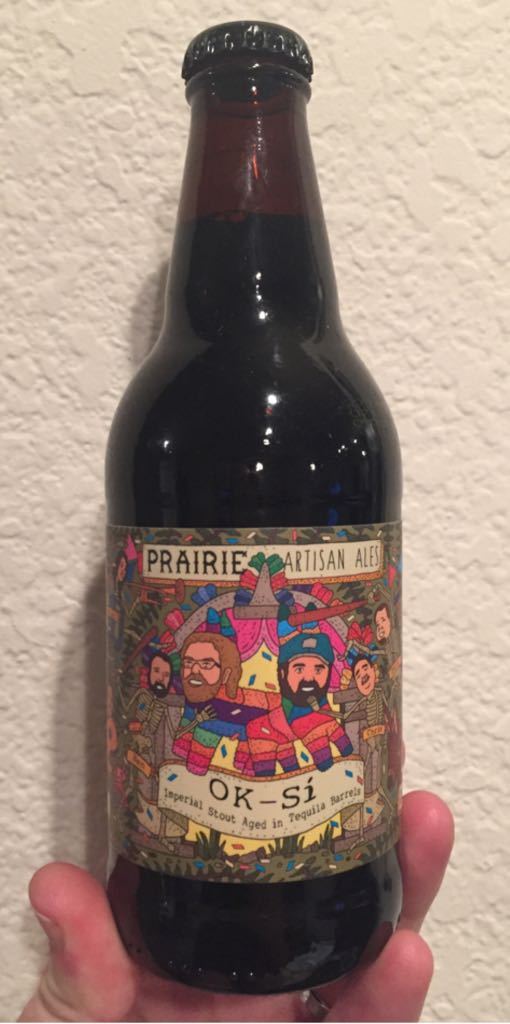 PRAIRIE ARTISAN ALES
OK-Sí
Imperial Stout Aged in Tequila Barrels